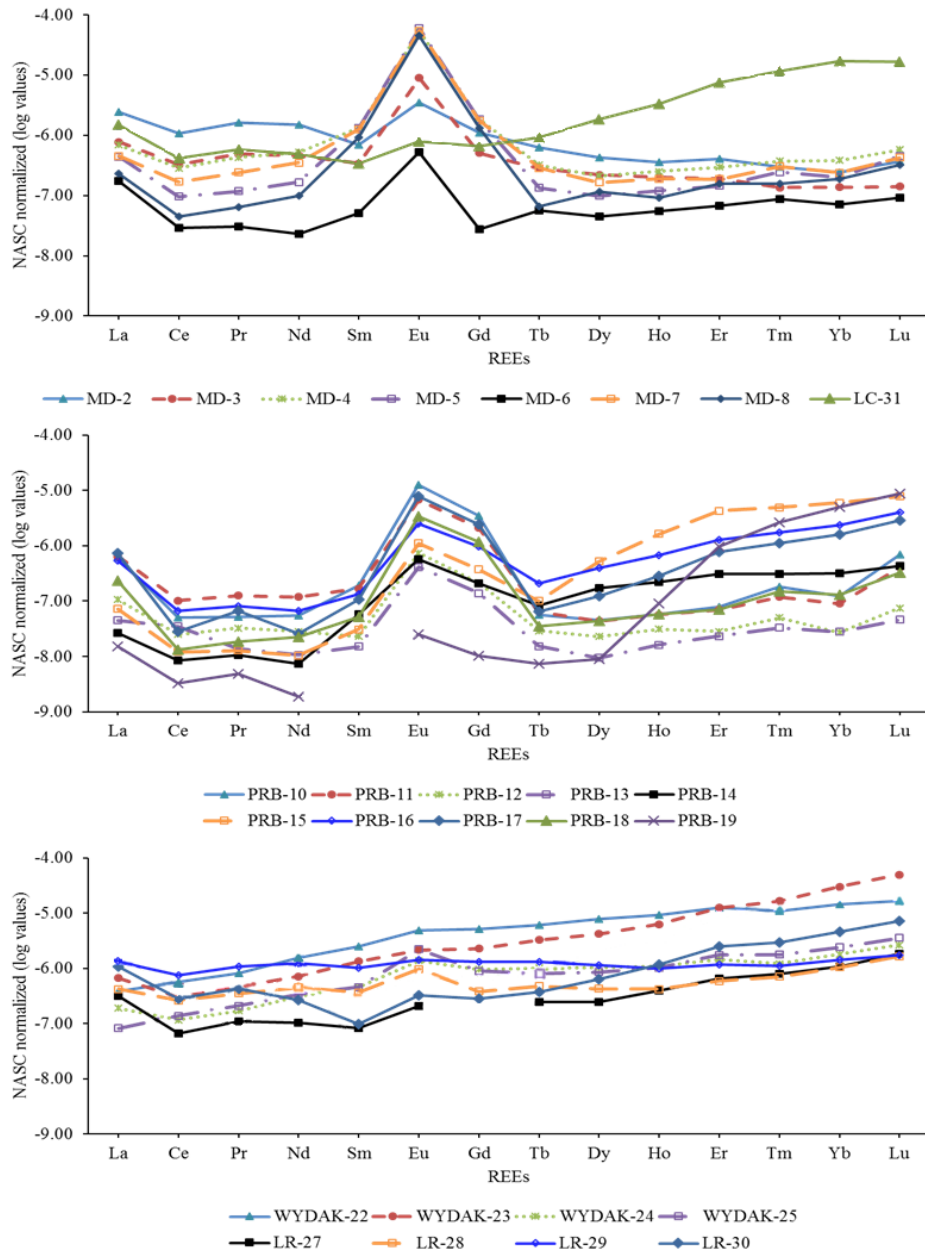 NASC normalized (log values)
-4.00
-5.00
-6.00
-7.00
-8.00
-9.00
La Ce Pr Nd Sm Eu Gd Tb Dy Ho Er Tm Yb Lu
REEs
MD-2 MD-3 MD-4 MD-5 MD-6 MD-7 MD-8 LC-31
NASC normalized (log values)
-4.00
-5.00
-6.00
-7.00
-8.00
-9.00
La Ce Pr Nd Sm Eu Gd Tb Dy Ho Er Tm Yb Lu
REEs
PRB-10 PRB-11 PRB-12 PRB-13 PRB-14
PRB-15 PRB-16 PRB-17 PRB-18 PRB-19
NASC normalized (log values)
-4.00
-5.00
-6.00
-7.00
-8.00
-9.00
La Ce Pr Nd Sm Eu Gd Tb Dy Ho Er Tm Yb Lu
REEs
WYDAK-22 WYDAK-23 WYDAK-24 WYDAK-25
LR-27 LR-28 LR-29 LR-30